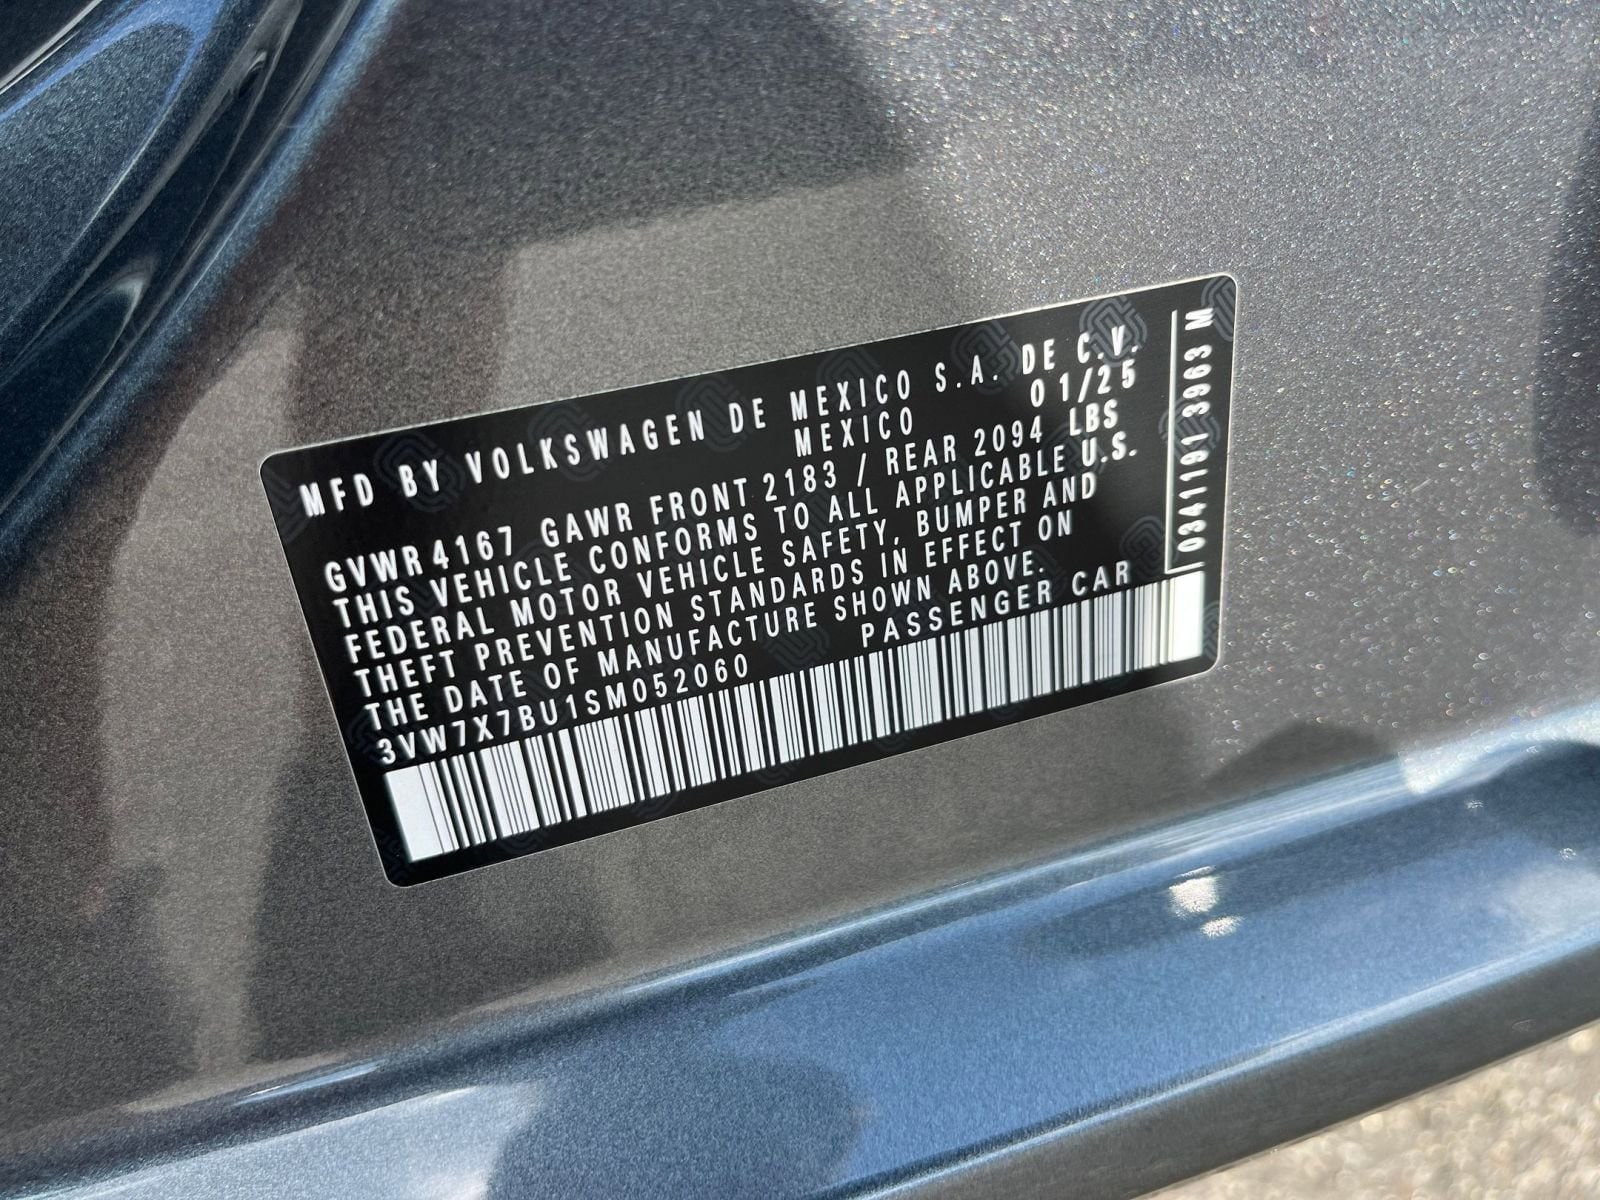 MFD BY VOLKSWAGEN DE MEXICO S.A. DE C.V.
MEXICO 01/25
GVWR 4167 GAWR FRONT 2183 / REAR 2094 LBS
THIS VEHICLE CONFORMS TO ALL APPLICABLE U.S.
FEDERAL MOTOR VEHICLE SAFETY, BUMPER AND
THEFT PREVENTION STANDARDS IN EFFECT ON
THE DATE OF MANUFACTURE SHOWN ABOVE.
3VW7X7BU1SM052060 PASSENGER CAR
0341191 3963 M